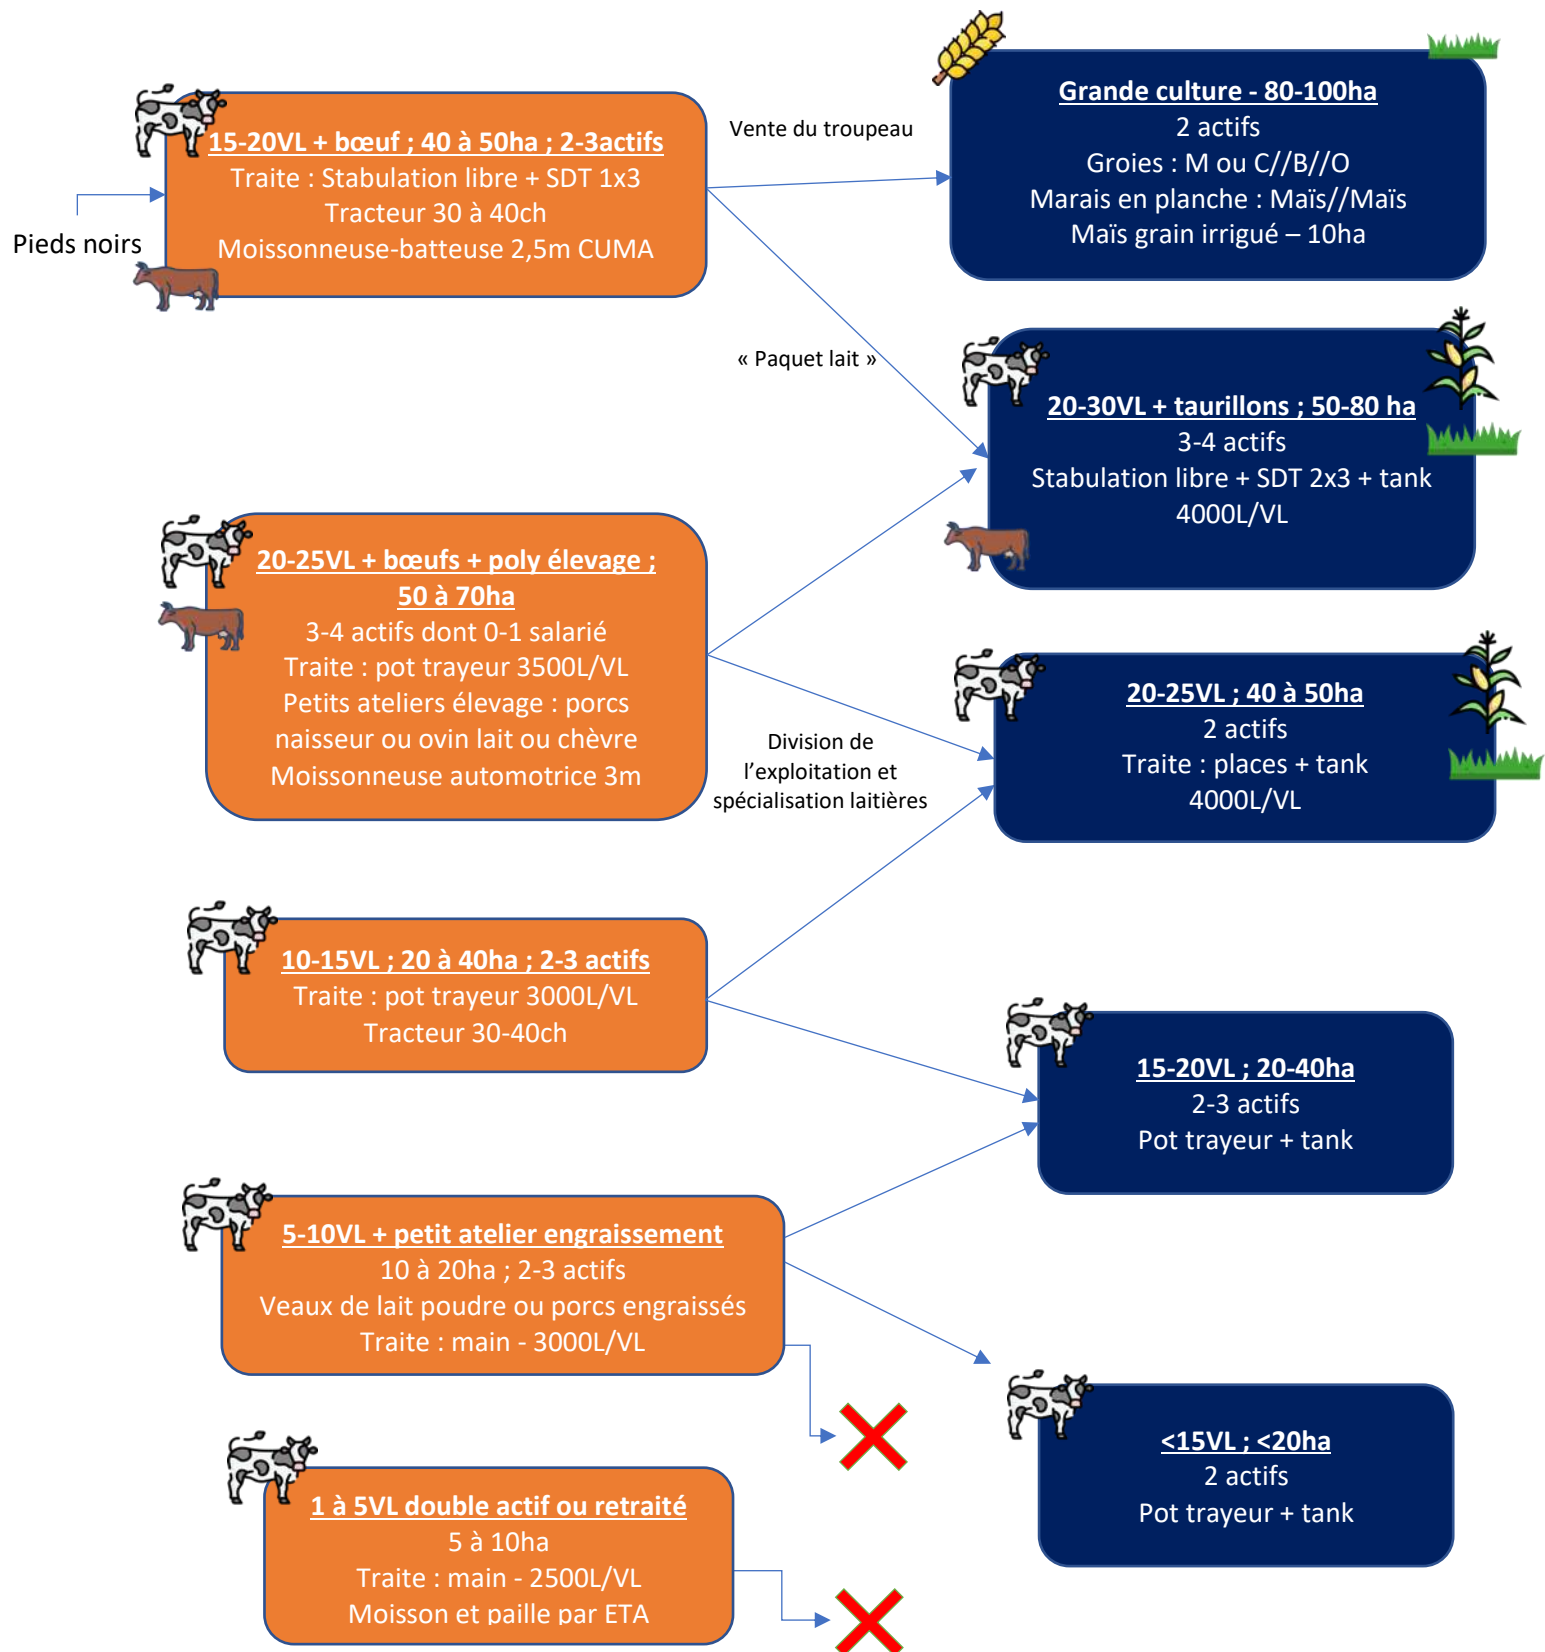 Pieds noirs
15-20VL + bœuf ; 40 à 50ha ; 2-3actifs
Traite : Stabulation libre + SDT 1x3
Tracteur 30 à 40ch
Moissonneuse-batteuse 2,5m CUMA
Vente du troupeau
Grande culture - 80-100ha
2 actifs
Groies : M ou C//B//O
Marais en planche : Maïs//Maïs
Maïs grain irrigué – 10ha
« Paquet lait »
20-30VL + taurillons ; 50-80 ha
3-4 actifs
Stabulation libre + SDT 2x3 + tank
4000L/VL
20-25VL + bœufs + poly élevage ;
50 à 70ha
3-4 actifs dont 0-1 salarié
Traite : pot trayeur 3500L/VL
Petits ateliers élevage : porcs
naisseur ou ovin lait ou chèvre
Moissonneuse automotrice 3m
Division de
l’exploitation et
spécialisation laitières
20-25VL ; 40 à 50ha
2 actifs
Traite : places + tank
4000L/VL
10-15VL ; 20 à 40ha ; 2-3 actifs
Traite : pot trayeur 3000L/VL
Tracteur 30-40ch
15-20VL ; 20-40ha
2-3 actifs
Pot trayeur + tank
5-10VL + petit atelier engraissement
10 à 20ha ; 2-3 actifs
Veaux de lait poudre ou porcs engraissés
Traite : main - 3000L/VL
<15VL ; <20ha
2 actifs
Pot trayeur + tank
1 à 5VL double actif ou retraité
5 à 10ha
Traite : main - 2500L/VL
Moisson et paille par ETA